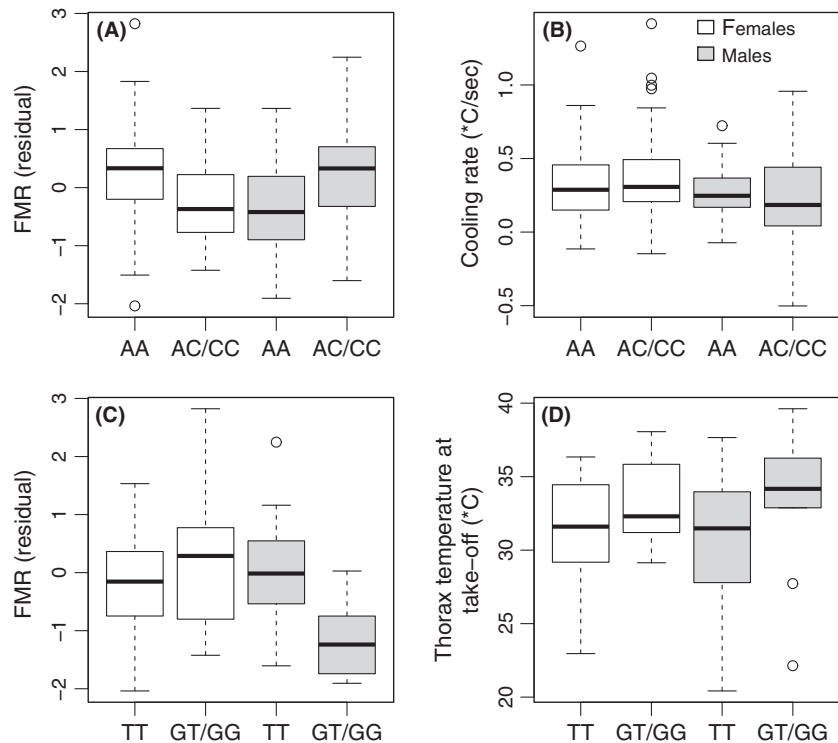 (A)
FMR (residual)
3
2
1
0
−1
−2
AA AC/CC AA AC/CC
(B)
Females
Males
Cooling rate (*C/sec)
1.0
0.5
0.0
−0.5
AA AC/CC AA AC/CC
(C)
FMR (residual)
3
2
1
0
−1
−2
TT GT/GG TT GT/GG
(D)
Thorax temperature at
take−off (*C)
40
35
30
25
20
TT GT/GG TT GT/GG